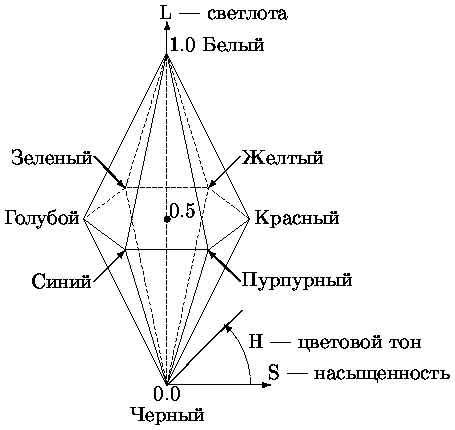 L — светлота
1.0 Белый
Зеленый
Желтый
0.5
Голубой
Красный
Синий
Пурпурный
H — цветовой тон
S — насыщенность
0.0
Черный